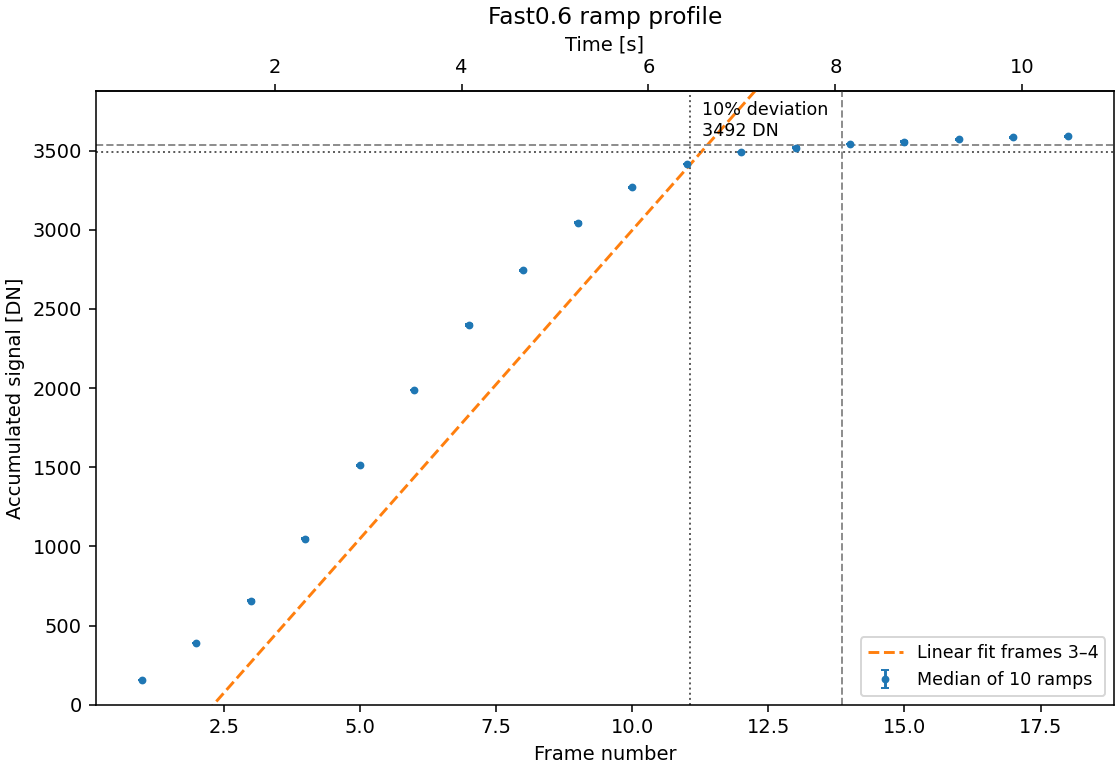 Fast0.6 ramp profile
Time [s]
2 4 6 8 10
10% deviation
3492 DN
3500
3000
2500
2000
1500
1000
500
0
Accumulated signal [DN]
Linear fit frames 3–4
Median of 10 ramps
2.5 5.0 7.5 10.0 12.5 15.0 17.5
Frame number